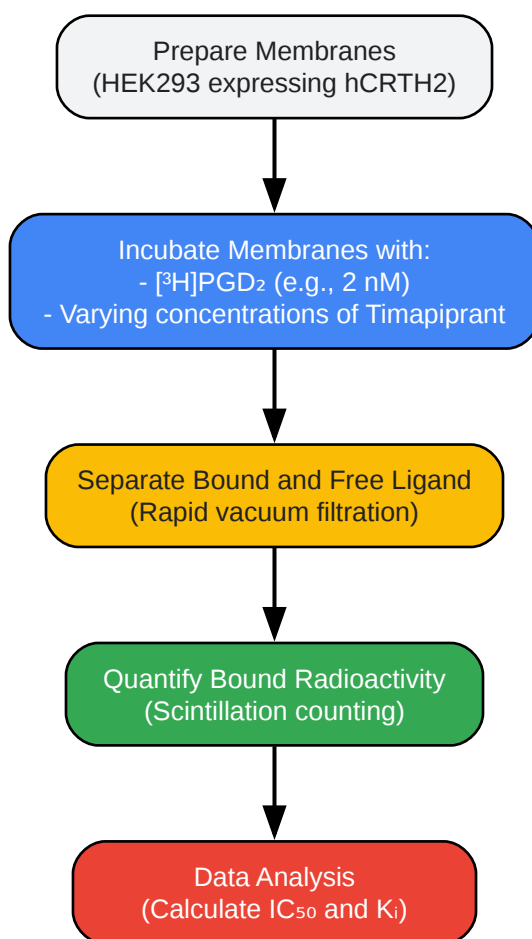 Prepare Membranes
(HEK293 expressing hCRTH2)
Incubate Membranes with:
- [³H]PGD₂ (e.g., 2 nM)
- Varying concentrations of Timapiprant
Separate Bound and Free Ligand
(Rapid vacuum filtration)
Quantify Bound Radioactivity
(Scintillation counting)
Data Analysis
(Calculate IC₅₀ and Kᵢ)